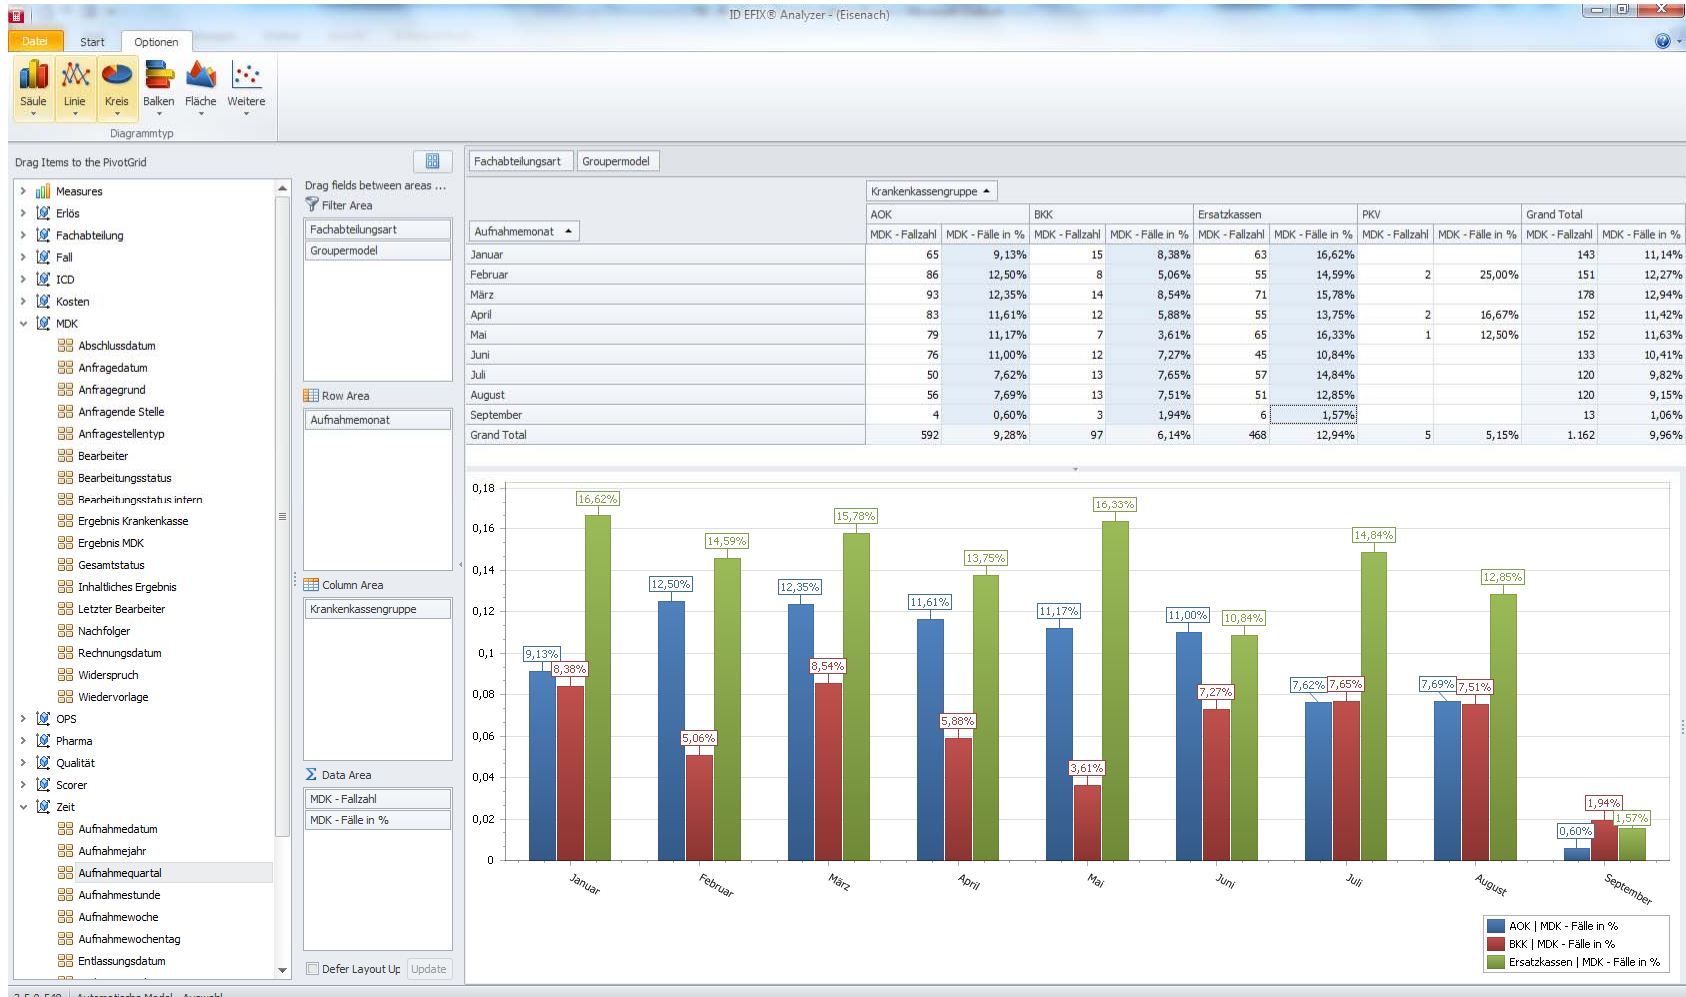 ID EFIX® Analyzer - (Eisenach)
Datei Start Optionen
Säule Linie Kreis Balken Fläche Weitere
Diagrammtyp
Drag Items to the PivotGrid
Measures
Erlös
Fachabteilung
Fall
ICD
Kosten
MDK
Abschlussdatum
Anfragedatum
Anfragegrund
Anfragende Stelle
Anfragestellentyp
Bearbeiter
Bearbeitungsstatus
Bearbeitungsstatus intern
Ergebnis Krankenkasse
Ergebnis MDK
Gesamtstatus
Inhaltliches Ergebnis
Letzter Bearbeiter
Nachfolger
Rechnungsdatum
Widerspruch
Wiedervorlage
OPS
Pharma
Qualität
Scorer
Zeit
Aufnahmedatum
Aufnahmejahr
Aufnahmequartal
Aufnahmestunde
Aufnahmewoche
Aufnahmewochentag
Entlassungsdatum
Drag fields between areas ...
Filter Area
Fachabteilungsart
Groupermodel
Row Area
Aufnahmemonat
Column Area
Krankenkassengruppe
Data Area
MDK - Fallzahl
MDK - Fälle in %
Defer Layout Up Update
Fachabteilungsart Groupermodel
Krankenkassengruppe
AOK BKK Ersatzkassen PKV Grand Total
Aufnahmemonat MDK - Fallzahl MDK - Fälle in % MDK - Fallzahl MDK - Fälle in % MDK - Fallzahl MDK - Fälle in % MDK - Fallzahl MDK - Fälle in % MDK - Fallzahl MDK - Fälle in %
Januar 65 9,13% 15 8,38% 63 16,62% 143 11,14%
Februar 86 12,50% 8 5,06% 55 14,59% 2 25,00% 151 12,27%
März 93 12,35% 14 8,54% 71 15,78% 178 12,94%
April 83 11,61% 12 5,88% 55 13,75% 2 16,67% 152 11,42%
Mai 79 11,17% 7 3,61% 65 16,33% 1 12,50% 152 11,63%
Juni 76 11,00% 12 7,27% 45 10,84% 133 10,41%
Juli 50 7,62% 13 7,65% 57 14,84% 120 9,82%
August 56 7,69% 13 7,51% 51 12,85% 120 9,15%
September 4 0,60% 3 1,94% 6 1,57% 13 1,06%
Grand Total 592 9,28% 97 6,14% 468 12,94% 5 5,15% 1.162 9,96%
0,18
0,16
0,14
0,12
0,1
0,08
0,06
0,04
0,02
0
9,13% 8,38% 16,62%
12,50% 5,06% 14,59%
12,35% 8,54% 15,78%
11,61% 5,88% 13,75%
11,17% 3,61% 16,33%
11,00% 7,27% 10,84%
7,62% 7,65% 14,84%
7,69% 7,51% 12,85%
0,60% 1,94% 1,57%
Januar Februar März April Mai Juni Juli August September
AOK | MDK - Fälle in %
BKK | MDK - Fälle in %
Ersatzkassen | MDK - Fälle in %